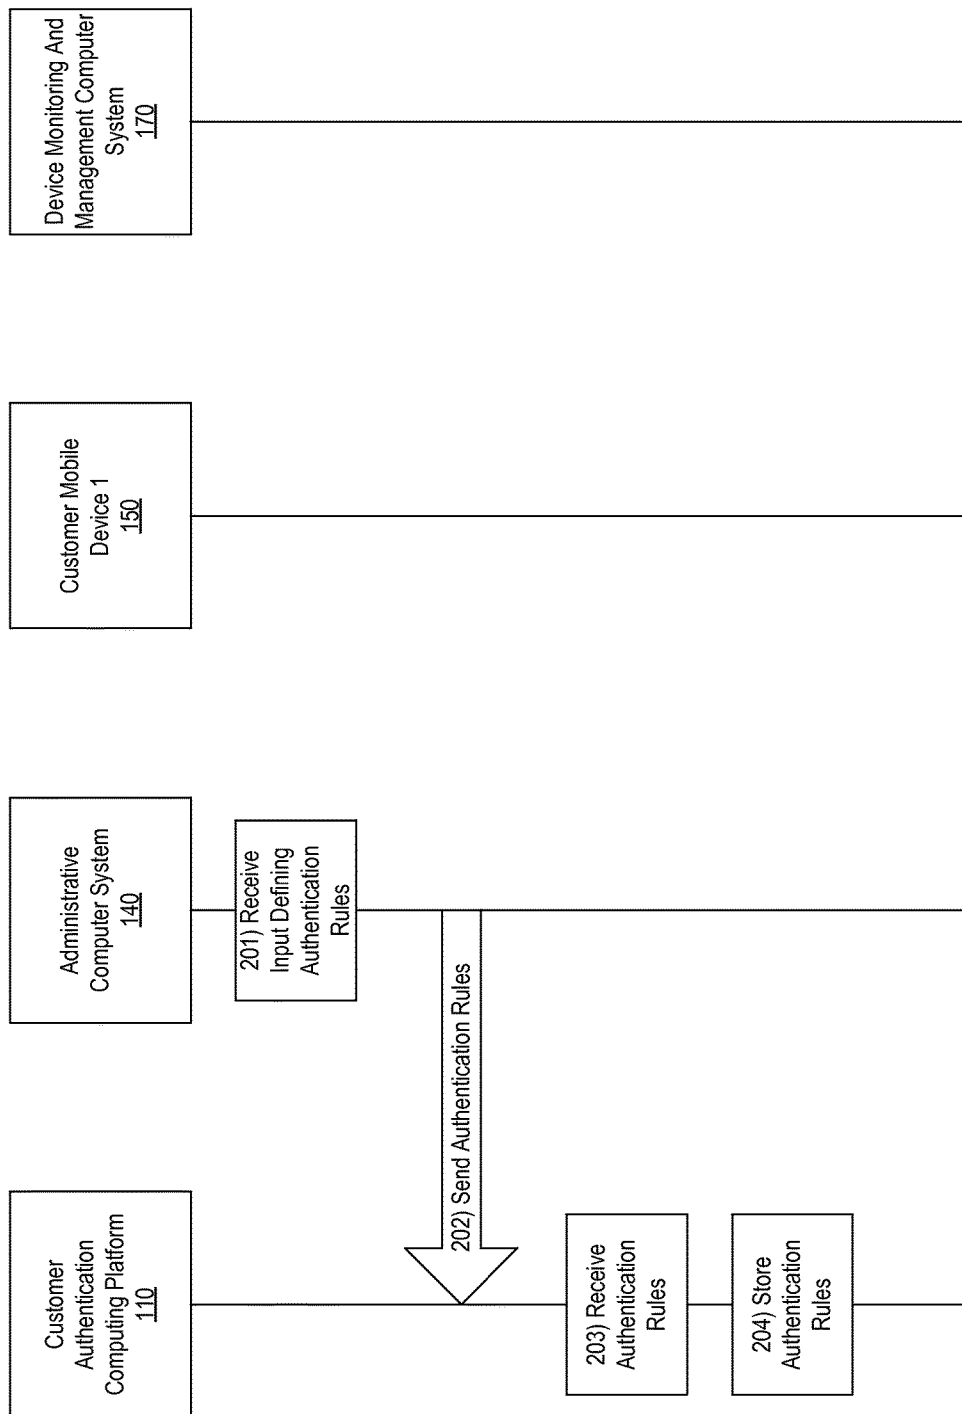 Customer
Authentication
Computing Platform
110
Administrative
Computer System
140
Customer Mobile
Device 1
150
Device Monitoring And
Management Computer
System
170
201) Receive
Input Defining
Authentication
Rules
202) Send Authentication Rules
203) Receive
Authentication
Rules
204) Store
Authentication
Rules